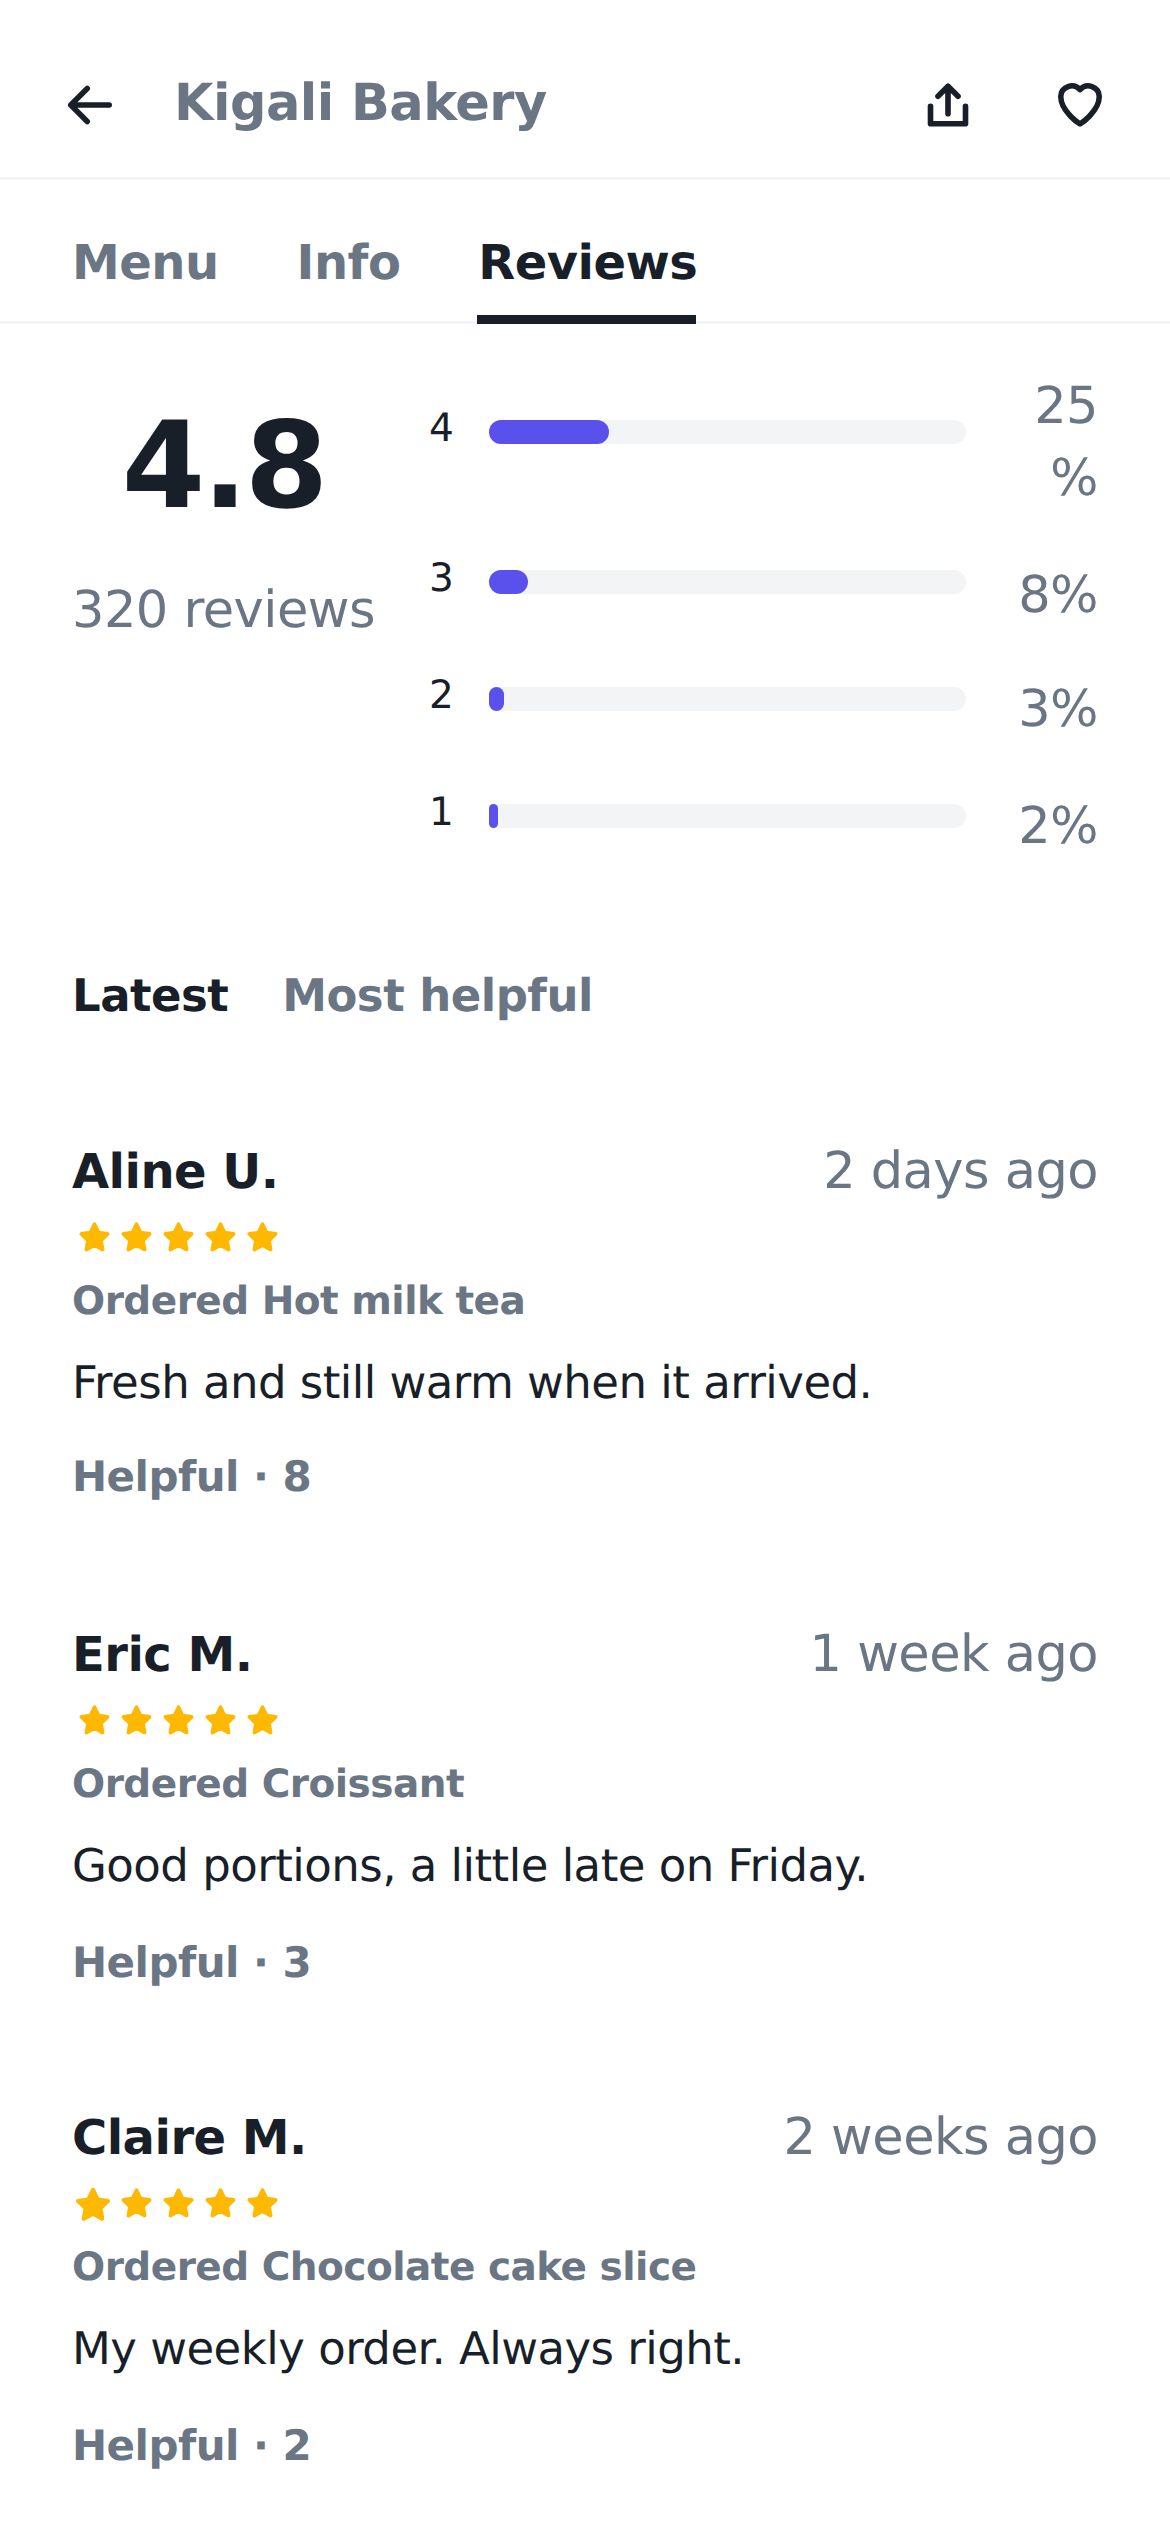 Kigali Bakery
Menu Info Reviews
4.8
320 reviews
4 25
%
3 8%
2 3%
1 2%
Latest Most helpful
Aline U. 2 days ago
Ordered Hot milk tea
Fresh and still warm when it arrived.
Helpful · 8
Eric M. 1 week ago
Ordered Croissant
Good portions, a little late on Friday.
Helpful · 3
Claire M. 2 weeks ago
Ordered Chocolate cake slice
My weekly order. Always right.
Helpful · 2